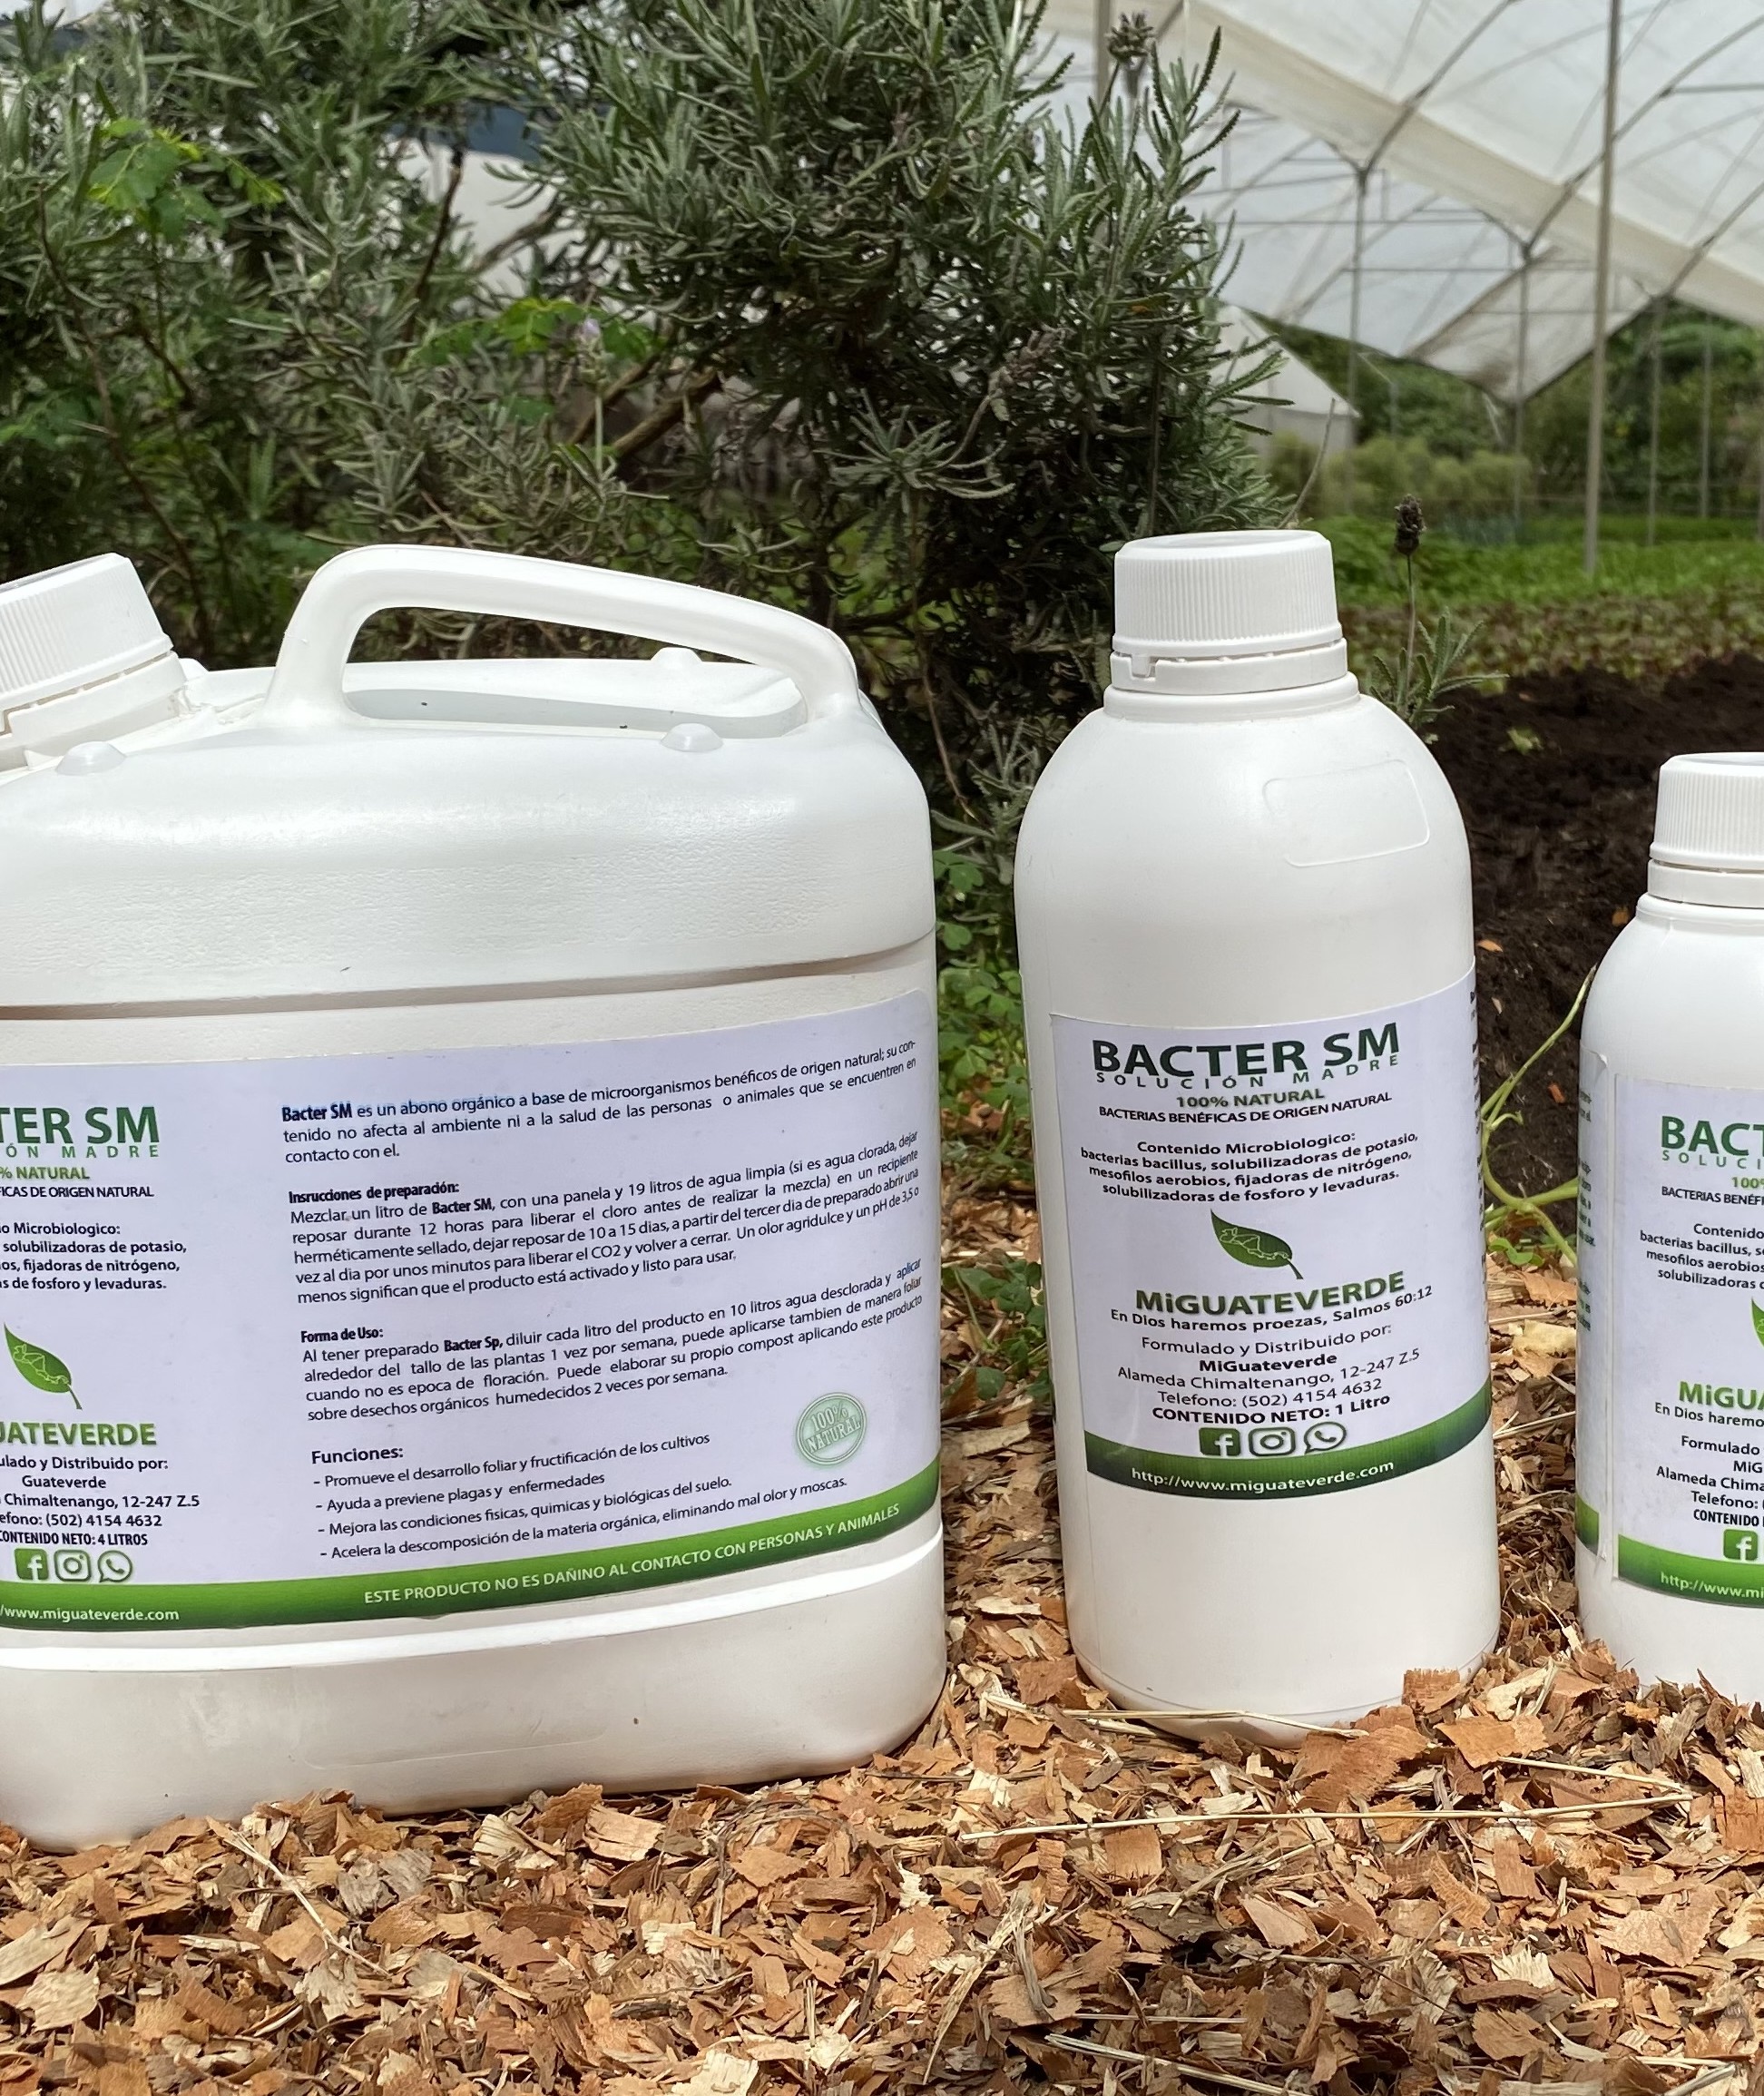 TER SM
ÓN MADRE
% NATURAL
ICAS DE ORIGEN NATURAL
o Microbiologico:
solubilizadoras de potasio,
os, fijadoras de nitrógeno,
s de fosforo y levaduras.
UATEVERDE
ulado y Distribuido por:
Guateverde
Chimaltenango, 12-247 Z.5
efono: (502) 4154 4632
CONTENIDO NETO: 4 LITROS
/www.miguateverde.com
Bacter SM es un abono orgánico a base de microorganismos benéficos de origen natural; su con-
tenido no afecta al ambiente ni a la salud de las personas o animales que se encuentren en
contacto con el.
Insrucciones de preparación:
Mezclar un litro de Bacter SM, con una panela y 19 litros de agua limpia (si es agua clorada, dejar
reposar durante 12 horas para liberar el cloro antes de realizar la mezcla) en un recipiente
herméticamente sellado, dejar reposar de 10 a 15 dias, a partir del tercer dia de preparado abrir una
vez al dia por unos minutos para liberar el CO2 y volver a cerrar. Un olor agridulce y un pH de 3,5 o
menos significan que el producto está activado y listo para usar.
Forma de Uso:
Al tener preparado Bacter Sp, diluir cada litro del producto en 10 litros agua desclorada y aplicar
alrededor del tallo de las plantas 1 vez por semana, puede aplicarse tambien de manera foliar
cuando no es epoca de floración. Puede elaborar su propio compost aplicando este producto
sobre desechos orgánicos humedecidos 2 veces por semana.
Funciones:
- Promueve el desarrollo foliar y fructificación de los cultivos
- Ayuda a previene plagas y enfermedades
- Mejora las condiciones fisicas, quimicas y biológicas del suelo.
- Acelera la descomposición de la materia orgánica, eliminando mal olor y moscas.
100%
NATURAL
ESTE PRODUCTO NO ES DAÑINO AL CONTACTO CON PERSONAS Y ANIMALES
BACTER SM
SOLUCIÓN MADRE
100% NATURAL
BACTERIAS BENÉFICAS DE ORIGEN NATURAL
Contenido Microbiologico:
bacterias bacillus, solubilizadoras de potasio,
mesofilos aerobios, fijadoras de nitrógeno,
solubilizadoras de fosforo y levaduras.
MiGUATEVERDE
En Dios haremos proezas, Salmos 60:12
Formulado y Distribuido por:
MiGuateverde
Alameda Chimaltenango, 12-247 Z.5
Telefono: (502) 4154 4632
CONTENIDO NETO: 1 Litro
http://www.miguateverde.com
BACT
SOLUCI
100%
BACTERIAS BENÉFI
Contenido
bacterias bacillus, s
mesofilos aerobios
solubilizadoras
MiGUA
En Dios haremo
Formulado
MiG
Alameda Chima
Telefono:
CONTENIDO
http://www.mi